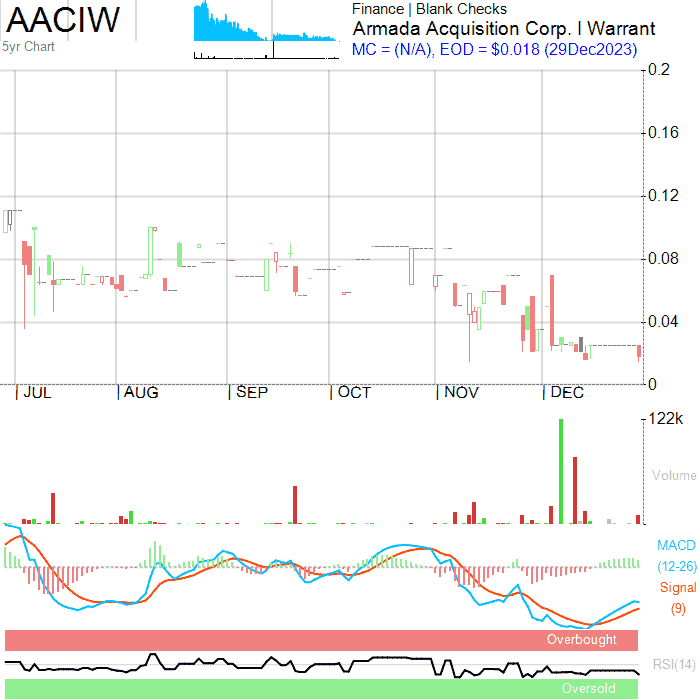 AACIW
5yr Chart
Finance | Blank Checks
Armada Acquisition Corp. I Warrant
MC = (N/A), EOD = $0.018 (29Dec2023)
0.2
0.16
0.12
0.08
0.04
0
JUL
AUG
SEP
OCT
NOV
DEC
122k
Volume
MACD
(12-26)
Signal
(9)
Overbought
RSI(14)
Oversold